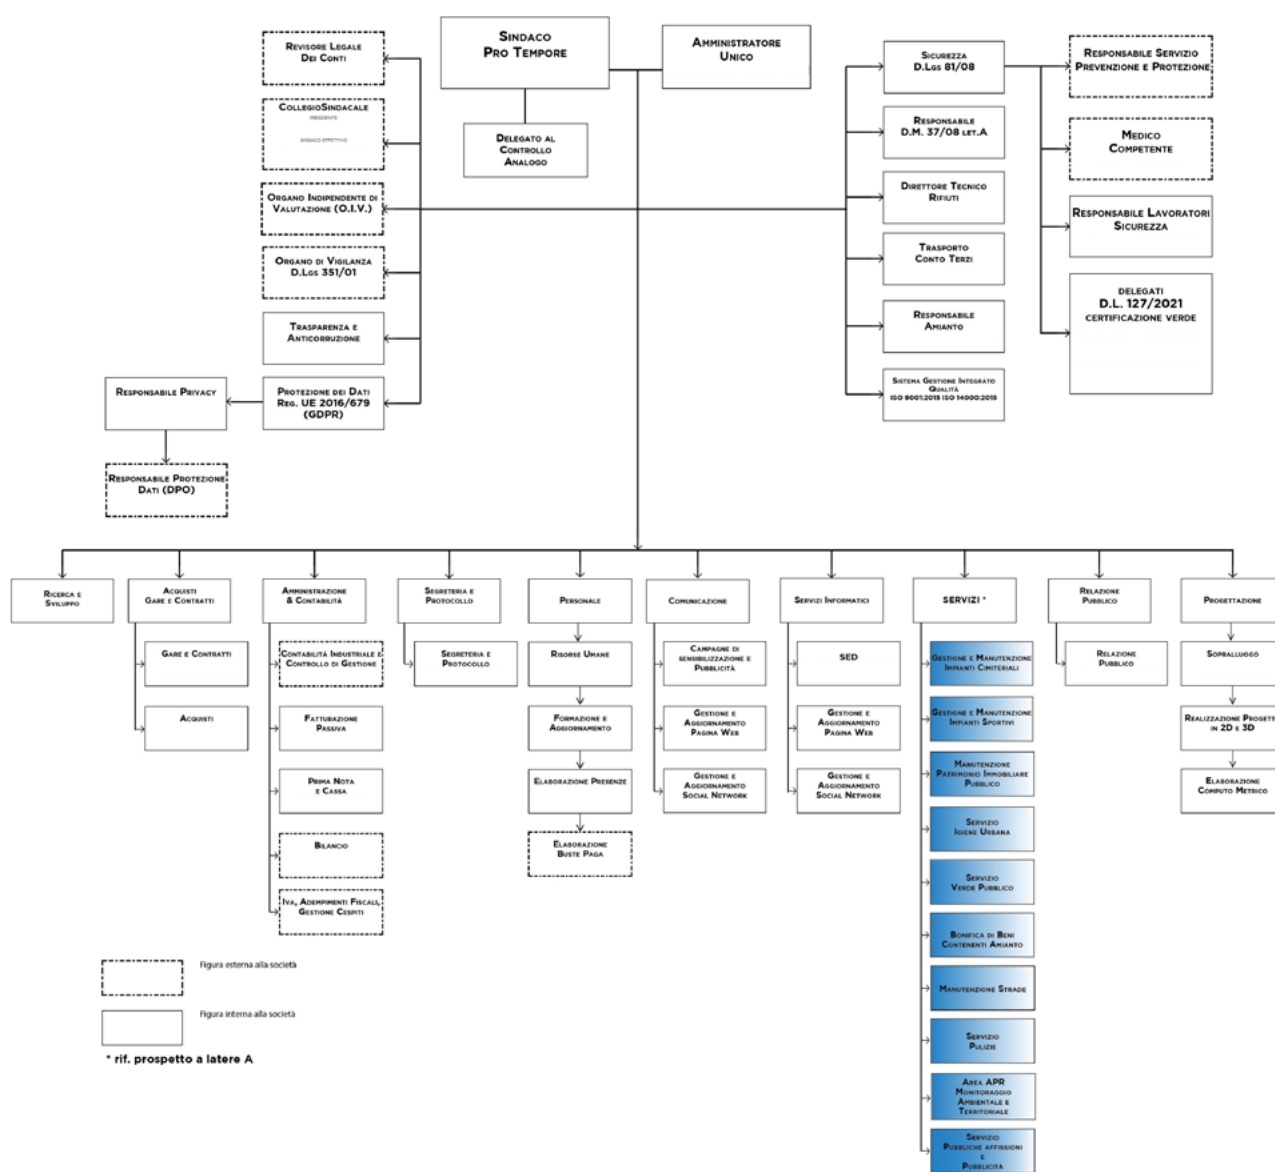 SINDACO
PRO TEMPORE
AMMINISTRATORE
UNICO
DELEGATO AL
CONTROLLO
ANALOGO
REVISORE LEGALE
DEI CONTI
COLLEGIOSINDACALE
PRESIDENTE
SINDACO EFFETTIVO
ORGANO INDIPENDENTE DI
VALUTAZIONE (O.I.V.)
ORGANO DI VIGILANZA
D.LGS 351/01
TRASPARENZA E
ANTICORRUZIONE
PROTEZIONE DEI DATI
REG. UE 2016/679
(GDPR)
RESPONSABILE PRIVACY
RESPONSABILE PROTEZIONE
DATI (DPO)
SICUREZZA
D.LGS 81/08
RESPONSABILE
D.M. 37/08 LET.A
DIRETTORE TECNICO
RIFIUTI
TRASPORTO
CONTO TERZI
RESPONSABILE
AMIANTO
SISTEMA GESTIONE INTEGRATO
QUALITÀ
ISO 9001:2015 ISO 14000:2015
RESPONSABILE SERVIZIO
PREVENZIONE E PROTEZIONE
MEDICO
COMPETENTE
RESPONSABILE LAVORATORI
SICUREZZA
DELEGATI
D.L. 127/2021
CERTIFICAZIONE VERDE
RICERCA E
SVILUPPO
ACQUISTI
GARE E CONTRATTI
GARE E CONTRATTI
ACQUISTI
AMMINISTRAZIONE
& CONTABILITÀ
CONTABILITÀ INDUSTRIALE E
CONTROLLO DI GESTIONE
FATTURAZIONE
PASSIVA
PRIMA NOTA
E CASSA
BILANCIO
IVA, ADEMPIMENTI FISCALI,
GESTIONE CESPITI
SEGRETERIA E
PROTOCOLLO
SEGRETERIA E
PROTOCOLLO
PERSONALE
RISORSE UMANE
FORMAZIONE E
AGGIORNAMENTO
ELABORAZIONE PRESENZE
ELABORAZIONE
BUSTE PAGA
COMUNICAZIONE
CAMPAGNE DI
SENSIBILIZZAZIONE E
PUBBLICITÀ
GESTIONE E
AGGIORNAMENTO
PAGINA WEB
GESTIONE E
AGGIORNAMENTO
SOCIAL NETWORK
SERVIZI INFORMATICI
SED
GESTIONE E
AGGIORNAMENTO
PAGINA WEB
GESTIONE E
AGGIORNAMENTO
SOCIAL NETWORK
SERVIZI *
GESTIONE E MANUTENZIONE
IMPIANTI CIMITERIALI
GESTIONE E MANUTENZIONE
IMPIANTI SPORTIVI
MANUTENZIONE
PATRIMONIO IMMOBILIARE
PUBBLICO
SERVIZIO
IGIENE URBANA
SERVIZIO
VERDE PUBBLICO
BONIFICA DI BENI
CONTENENTI AMIANTO
MANUTENZIONE STRADE
SERVIZIO
PULIZIE
AREA APR
MONITORAGGIO
AMBIENTALE E
TERRITORIALE
SERVIZIO
PUBBLICHE AFFISSIONI
E
PUBBLICITÀ
RELAZIONE
PUBBLICO
RELAZIONE
PUBBLICO
PROGETTAZIONE
SOPRALLUOGO
REALIZZAZIONE PROGETTI
IN 2D E 3D
ELABORAZIONE
COMPUTO METRICO
Figura esterna alla società
Figura interna alla società
* rif. prospetto a latere A